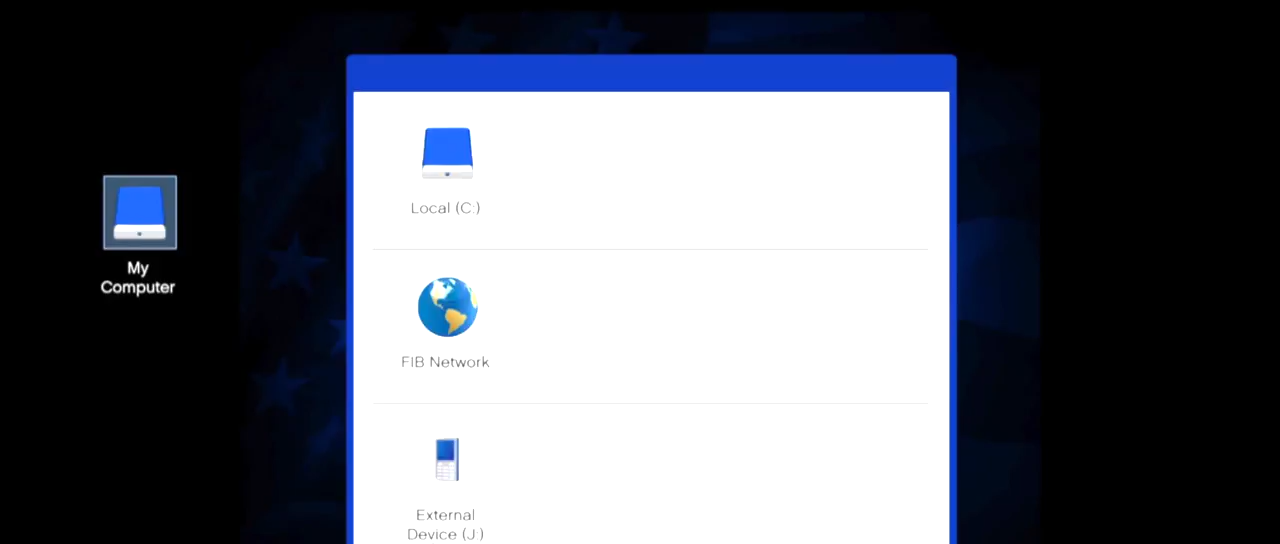 My
Computer
Local (C:)
FIB Network
External
Device (J:)